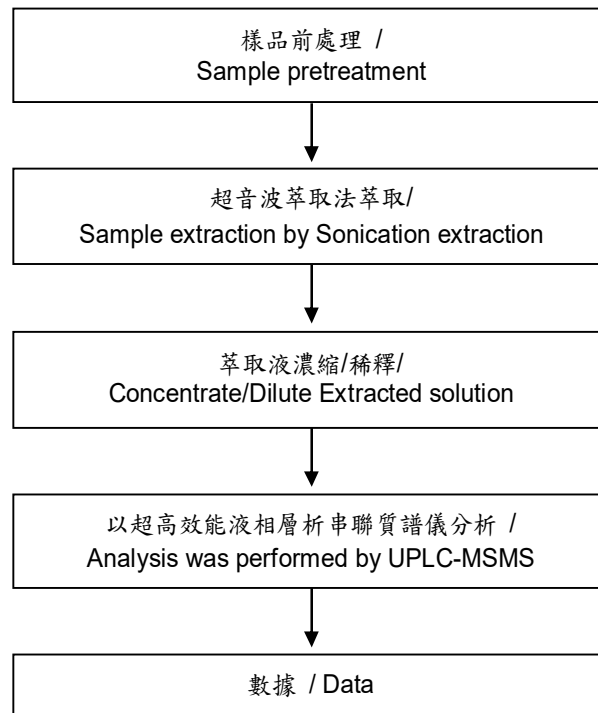 樣品前處理 /
Sample pretreatment
超音波萃取法萃取/
Sample extraction by Sonication extraction
萃取液濃縮/稀釋/
Concentrate/Dilute Extracted solution
以超高效能液相層析串聯質譜儀分析 /
Analysis was performed by UPLC-MSMS
數據 / Data